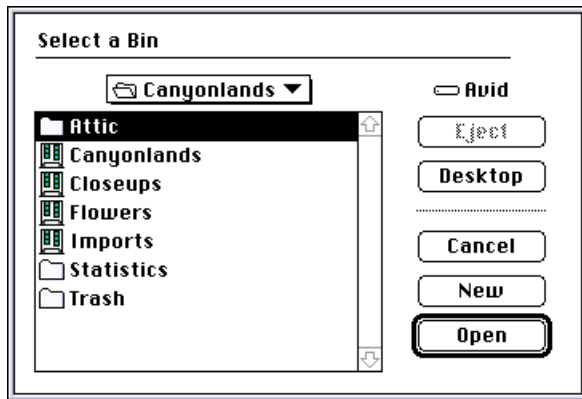 Select a Bin
Canyonlands
Avid
Attic
Canyonlands
Closeups
Flowers
Imports
Statistics
Trash
Eject
Desktop
Cancel
New
Open